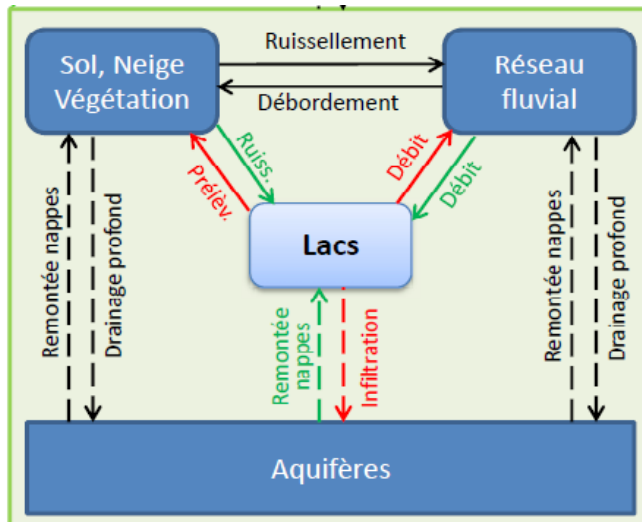 Ruissellement
Sol, Neige
Végétation
Débordement
Réseau
fluvial
Ruiss.
Prélèv.
Débit
Débit
Lacs
Remontée nappes
Drainage profond
Remontée
nappes
Infiltration
Remontée nappes
Drainage profond
Aquifères